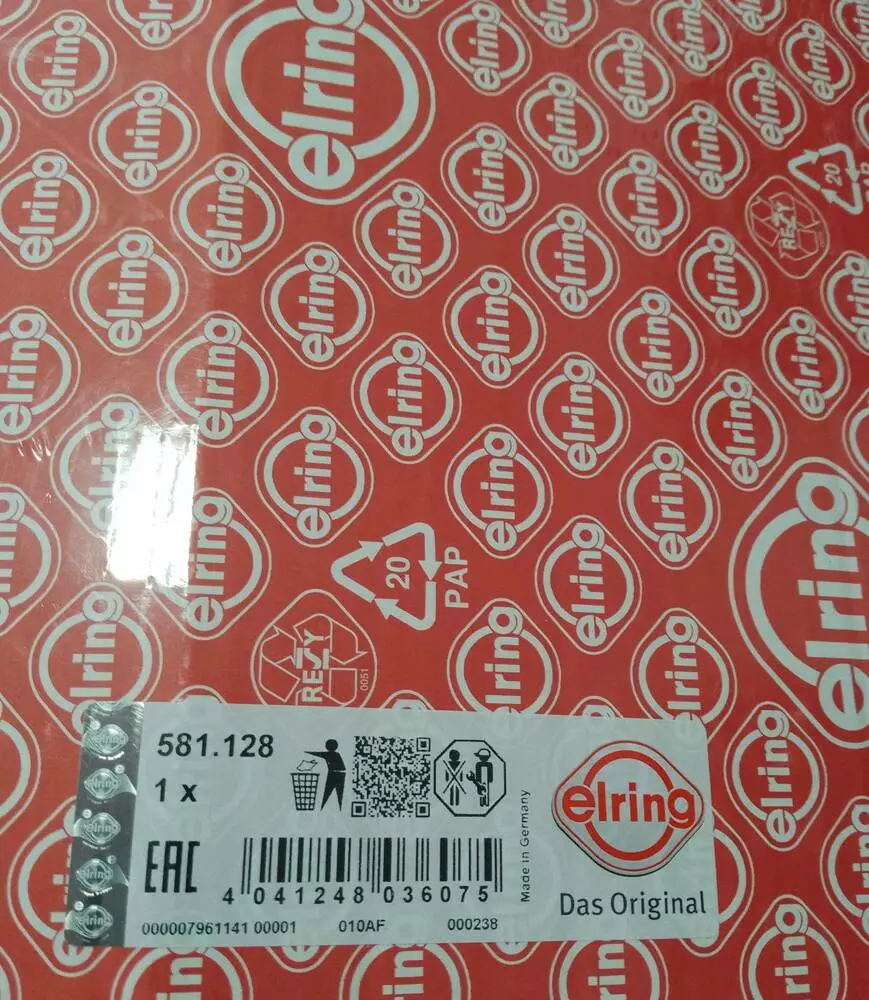 elring
20
PAP
RESY
0051
581.128
1 x
EAC
4 041248 036075
000007961141 00001 010AF 000238
Made in Germany
elring
Das Original